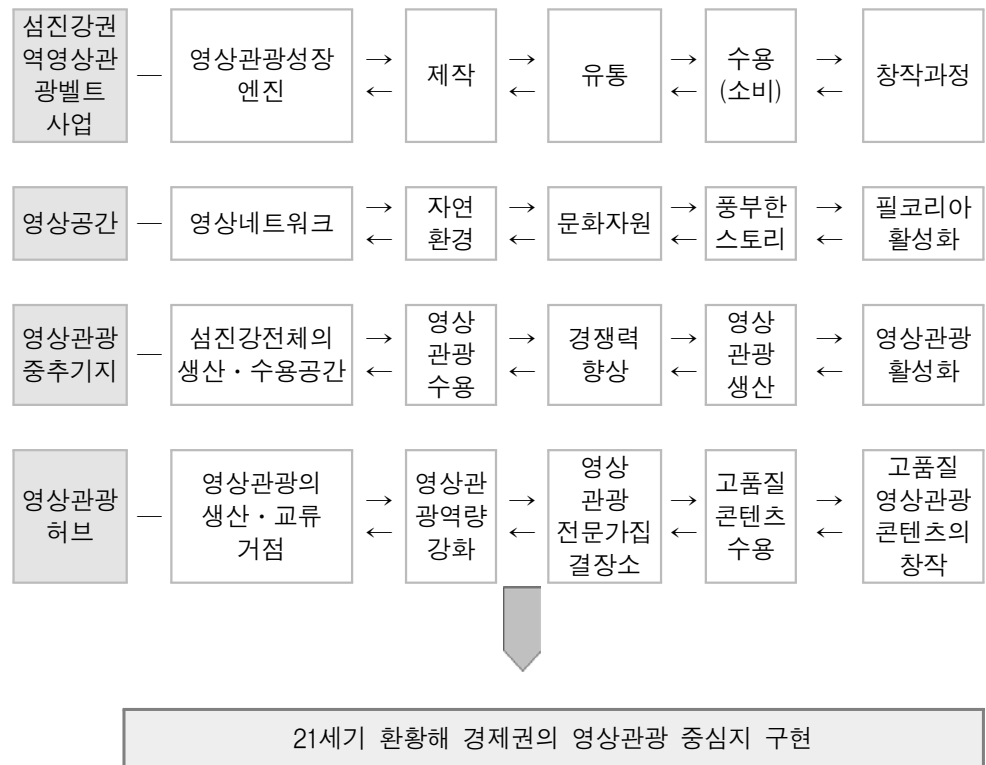 섬진강권
역영상관
광벨트
사업
—
영상관광성장
엔진
→
←
제작
→
←
유통
→
←
수용
(소비)
→
←
창작과정
영상공간
—
영상네트워크
→
←
자연
환경
→
←
문화자원
→
←
풍부한
스토리
→
←
필코리아
활성화
영상관광
중추기지
—
섬진강전체의
생산·수용공간
→
←
영상
관광
수용
→
←
경쟁력
향상
→
←
영상
관광
생산
→
←
영상관광
활성화
영상관광
허브
—
영상관광의
생산·교류
거점
→
←
영상관
광역량
강화
→
←
영상
관광
전문가집
결장소
→
←
고품질
콘텐츠
수용
→
←
고품질
영상관광
콘텐츠의
창작
21세기 환황해 경제권의 영상관광 중심지 구현